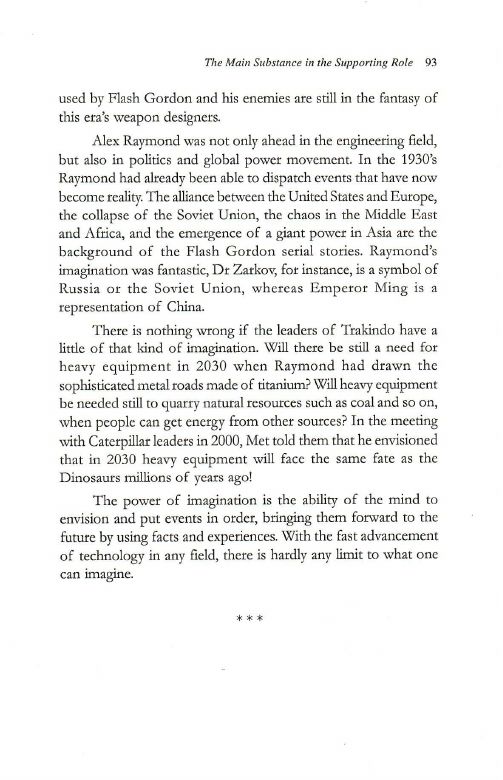 The Main Substance in the Supporting Role 93
used by Flash Gordon and his enemies are still in the fantasy of
this era's weapon designers.
Alex Raymond was not only ahead in the engineering field,
but also in politics and global power movement. In the 1930's
Raymond had already been able to dispatch events that have now
become reality. The alliance between the United States and Europe,
the collapse of the Soviet Union, the chaos in the Middle East
and Africa, and the emergence of a giant power in Asia are the
background of the Flash Gordon serial stories. Raymond's
imagination was fantastic, Dr Zarkov, for instance, is a symbol of
Russia or the Soviet Union, whereas Emperor Ming is a
representation of China.
There is nothing wrong if the leaders of Trakindo have a
little of that kind of imagination. Will there be still a need for
heavy equipment in 2030 when Raymond had drawn the
sophisticated metal roads made of titanium? Will heavy equipment
be needed still to quarry natural resources such as coal and so on,
when people can get energy from other sources? In the meeting
with Caterpillar leaders in 2000, Met told them that he envisioned
that in 2030 heavy equipment will face the same fate as the
Dinosaurs millions of years ago!
The power of imagination is the ability of the mind to
envision and put events in order, bringing them forward to the
future by using facts and experiences. With the fast advancement
of technology in any field, there is hardly any limit to what one
can imagine.
***